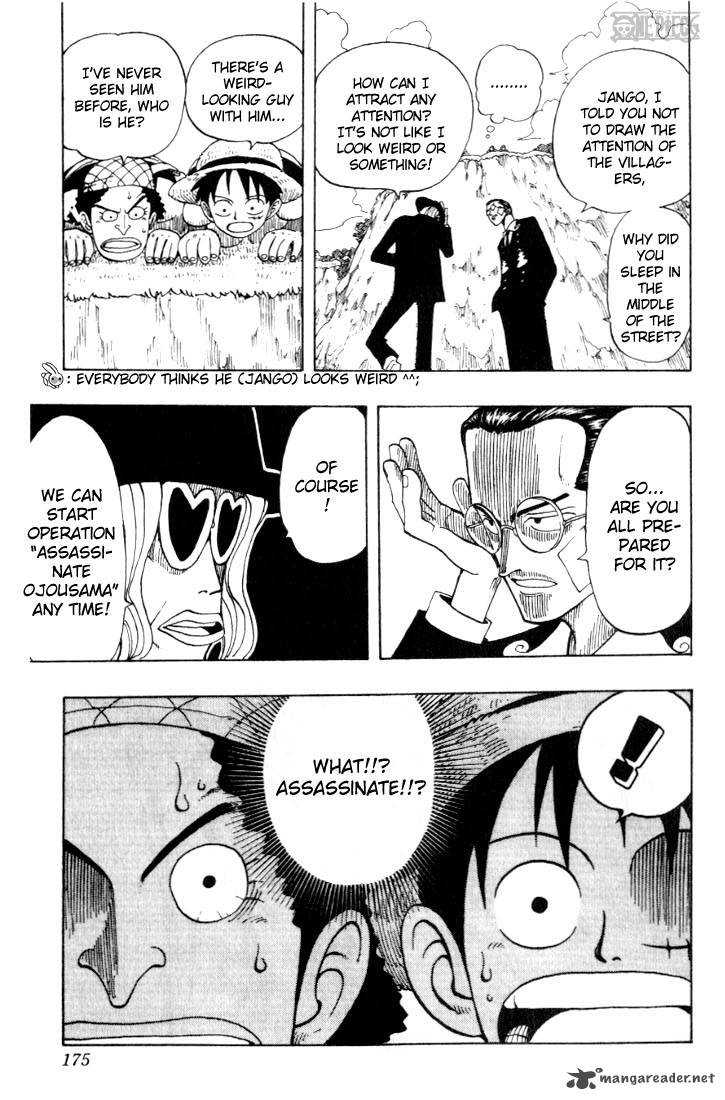 ONE PIECE
JANGO, I
TOLD YOU NOT
TO DRAW THE
ATTENTION
OF THE
VILLAG-
ERS,
WHY DID
YOU
SLEEP IN
THE
MIDDLE
OF THE
STREET?
........
HOW CAN I
ATTRACT ANY
ATTENTION?
IT'S NOT LIKE I
LOOK WEIRD OR
SOMETHING!
THERE'S A
WEIRD-
LOOKING GUY
WITH HIM...
I'VE NEVER
SEEN HIM
BEFORE, WHO
IS HE?
: EVERYBODY THINKS HE (JANGO) LOOKS WEIRD ^^;
SO...
ARE YOU
ALL PRE-
PARED
FOR IT?
OF
COURSE
!
WE CAN
START
OPERATION
"ASSASSI-
NATE
OJOUSAMA"
ANY TIME!
!
WHAT!!?
ASSASSINATE!!?
175
mangareader.net